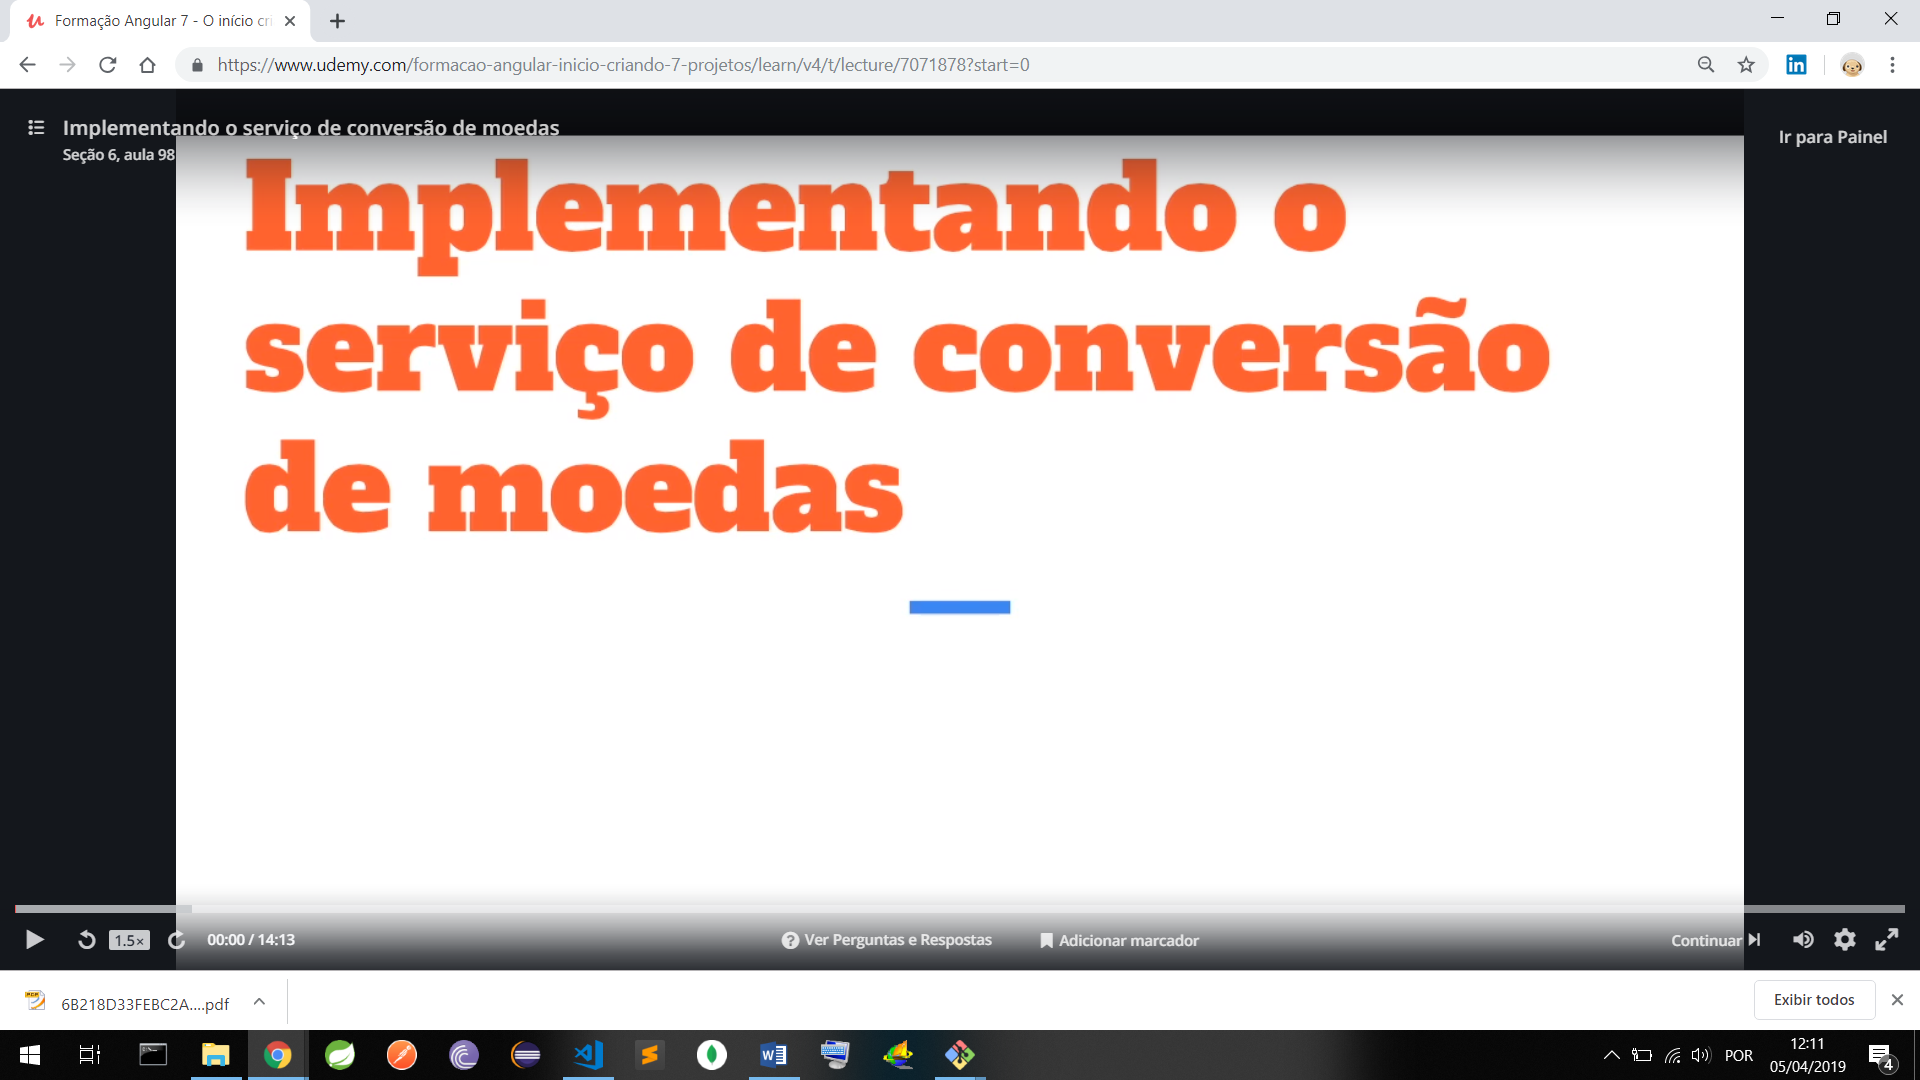 Formação Angular 7 - O início cri
https://www.udemy.com/formacao-angular-inicio-criando-7-projetos/learn/v4/t/lecture/7071878?start=0
Implementando o serviço de conversão de moedas
Seção 6, aula 98
Ir para Painel
Implementando o
serviço de conversão
de moedas
1.5×
00:00 / 14:13
Ver Perguntas e Respostas
Adicionar marcador
Continuar
6B218D33FEBC2A....pdf
Exibir todos
POR
12:11
05/04/2019
4